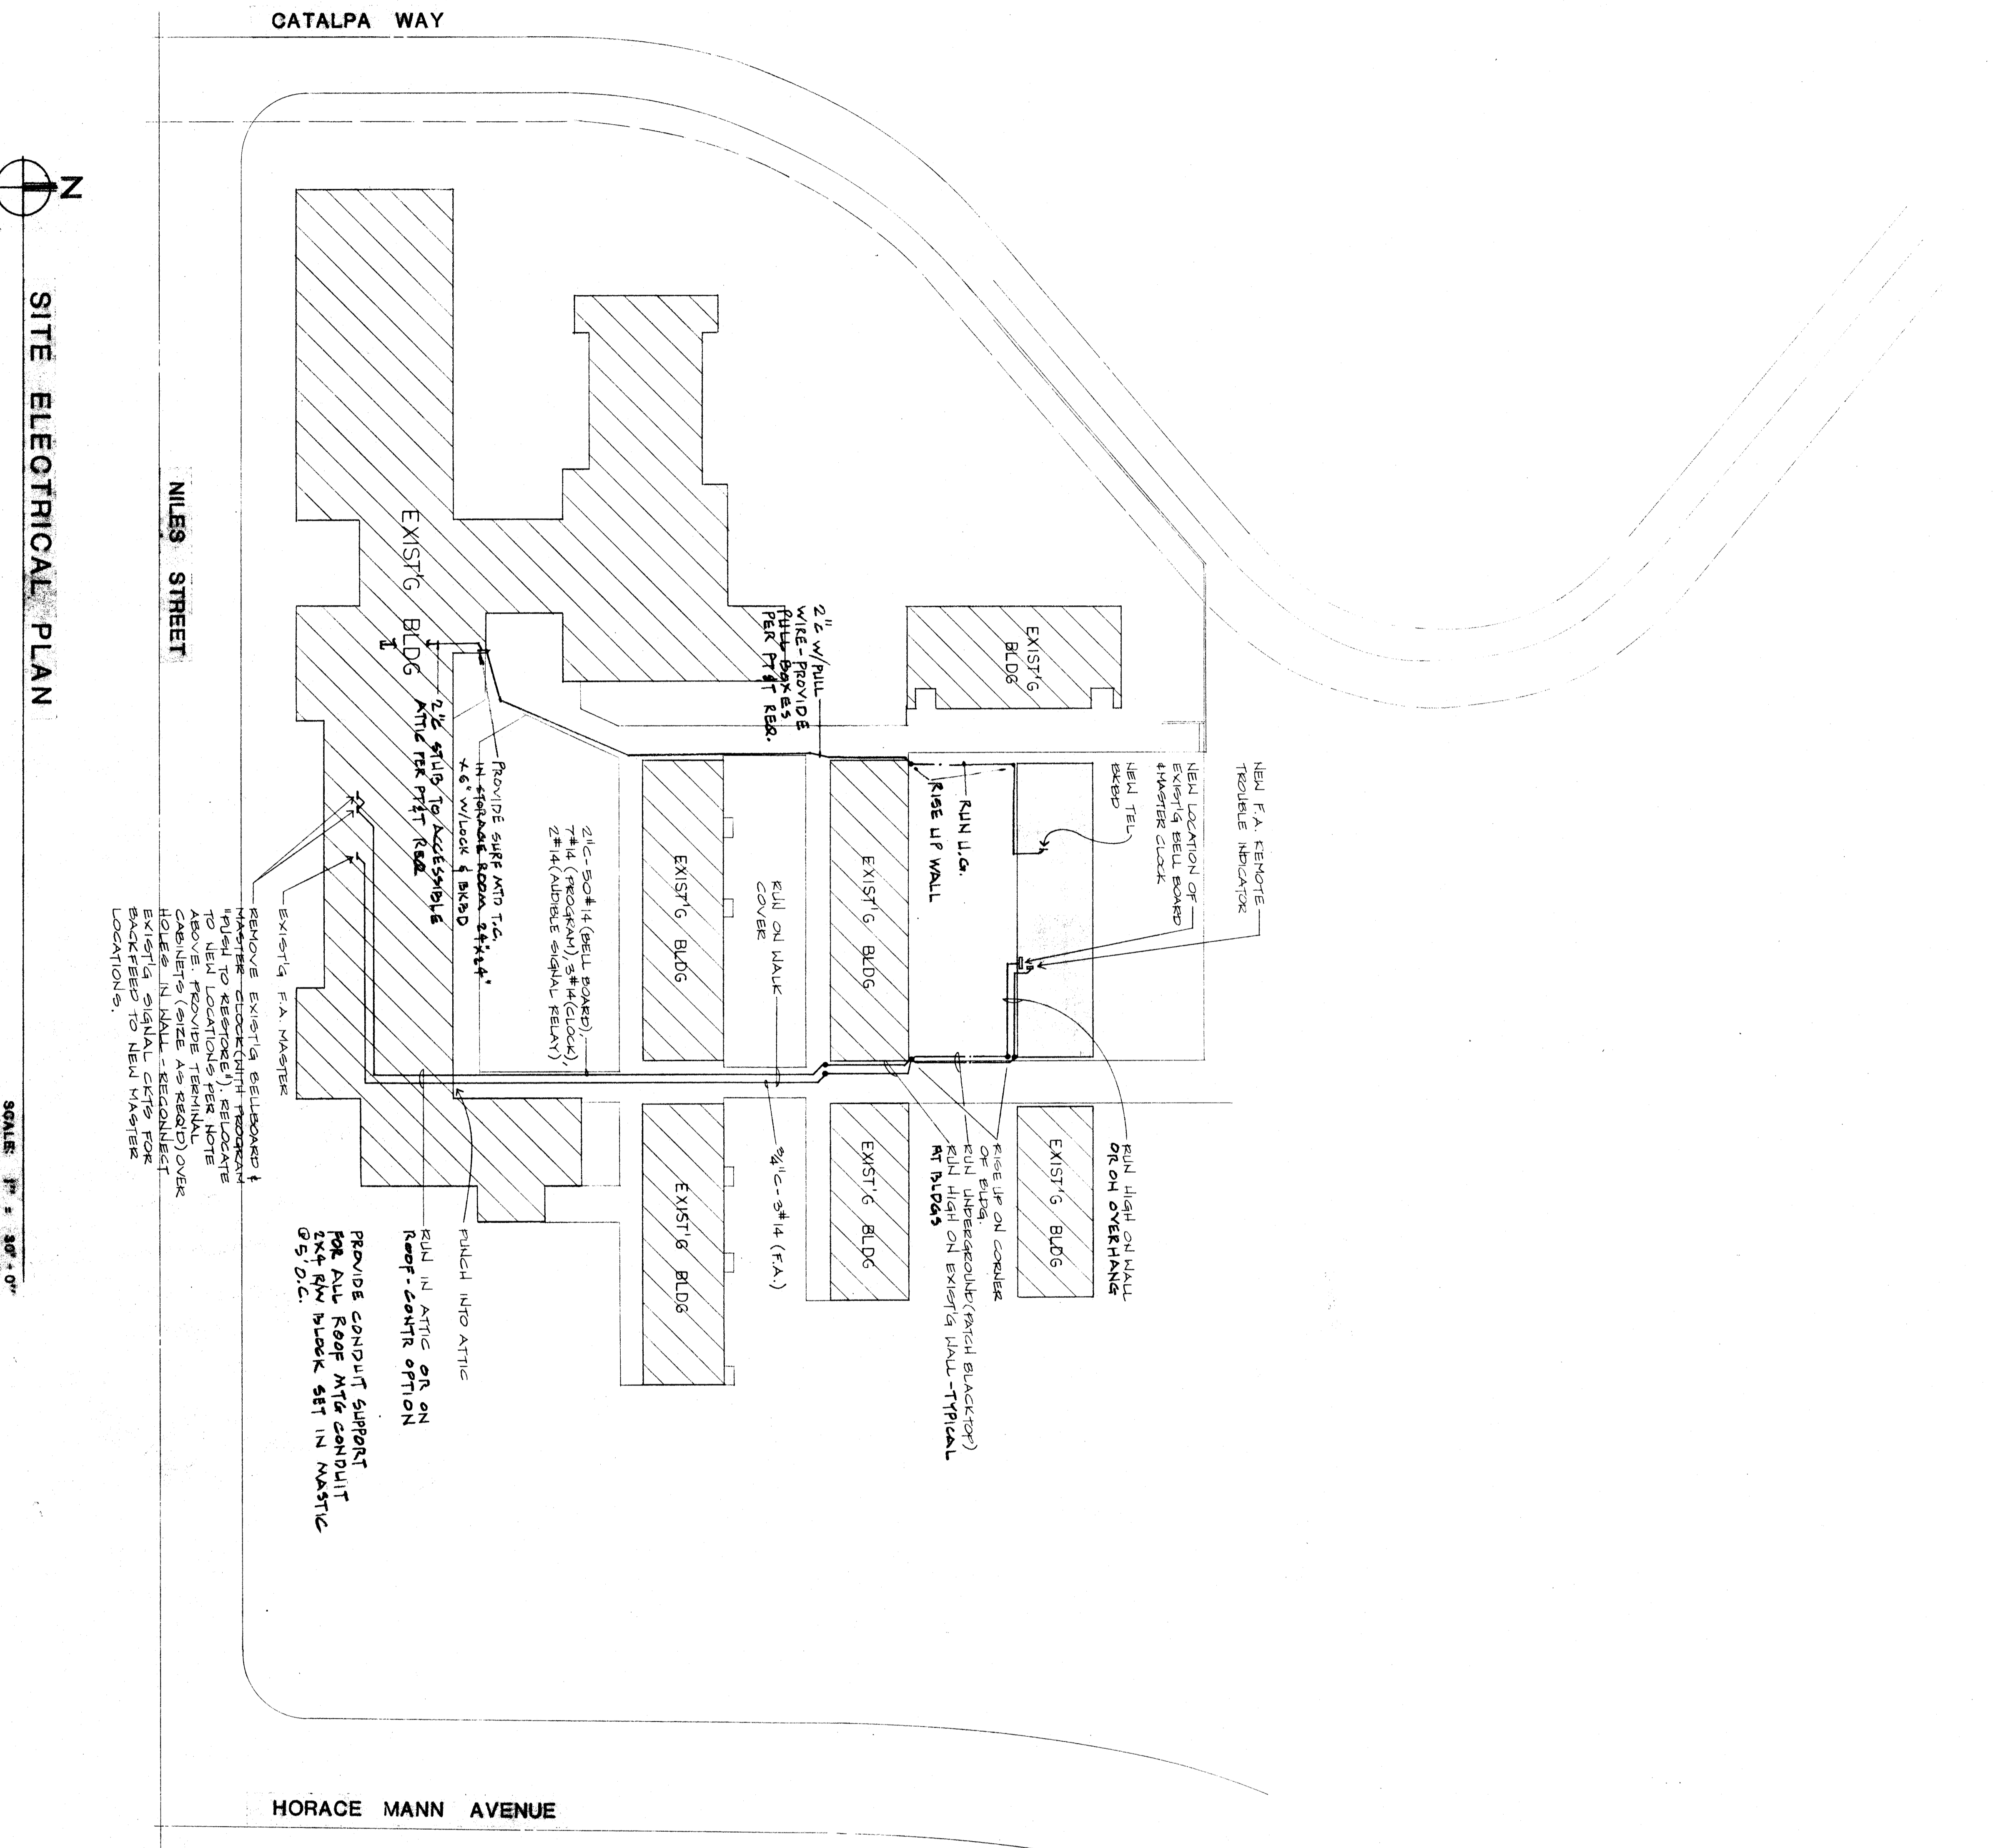 CATALPA WAY
N
SITE ELECTRICAL PLAN
SCALE: 1" = 30'-0"
NILES STREET
HORACE MANN AVENUE
EXIST'G BLDG
I
EXIST'G
BLDG
EXIST'G BLDG
EXIST'G BLDG
EXIST'G BLDG
EXIST'G BLDG
EXIST'G BLDG
2"C W/PULL
WIRE-PROVIDE
PULL BOXES
PER PT&T REQ.
NEW F.A. REMOTE
TROUBLE INDICATOR
NEW LOCATION OF
EXIST'G BELL BOARD
& MASTER CLOCK
NEW TEL.
BKBD
RUN U.G.
RISE UP WALL
PROVIDE SURF MTD T.C.
IN STORAGE ROOM 24"X24"
X6" W/LOCK & BKBD
2"C STUB TO ACCESSIBLE
ATTIC PER PT&T REQ
2"C-50#14(BELL BOARD),
7#14(PROGRAM),3#14(CLOCK),
2#14(AUDIBLE SIGNAL RELAY),
RUN ON WALK
COVER
3/4"C-3#14(F.A.)
RUN HIGH ON WALL
OR ON OVERHANG
RISE UP ON CORNER
OF BLDG.
RUN UNDERGROUND(PATCH BLACKTOP)
RUN HIGH ON EXIST'G WALL-TYPICAL
AT BLDGS
PUNCH INTO ATTIC
RUN IN ATTIC OR ON
ROOF-CONTR OPTION
PROVIDE CONDUIT SUPPORT
FOR ALL ROOF MTG CONDUIT
2X4 R/W BLOCK SET IN MASTIC
@5'O.C.
EXIST'G F.A. MASTER
REMOVE EXIST'G BELLBOARD &
MASTER CLOCK(WITH PROGRAM
"PUSH TO RESTORE"). RELOCATE
TO NEW LOCATIONS PER NOTE
ABOVE. PROVIDE TERMINAL
CABINETS (SIZE AS REQ'D) OVER
HOLES IN WALL - RECONNECT
EXIST'G SIGNAL CKTS FOR
BACKFEED TO NEW MASTER
LOCATIONS.